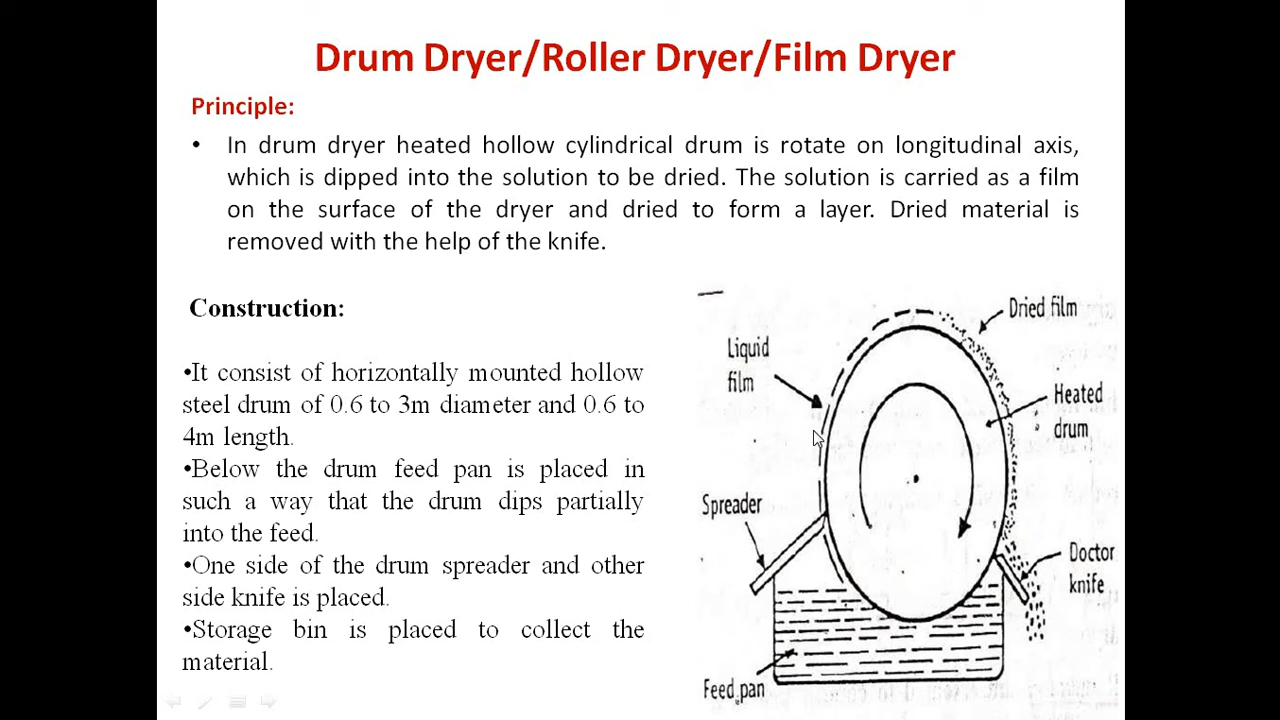 Drum Dryer/Roller Dryer/Film Dryer
Principle:
• In drum dryer heated hollow cylindrical drum is rotate on longitudinal axis,
which is dipped into the solution to be dried. The solution is carried as a film
on the surface of the dryer and dried to form a layer. Dried material is
removed with the help of the knife.
Construction:
•It consist of horizontally mounted hollow
steel drum of 0.6 to 3m diameter and 0.6 to
4m length.
•Below the drum feed pan is placed in
such a way that the drum dips partially
into the feed.
•One side of the drum spreader and other
side knife is placed.
•Storage bin is placed to collect the
material.
Dried film
Liquid
film
Heated
drum
Spreader
Doctor
knife
Feed pan